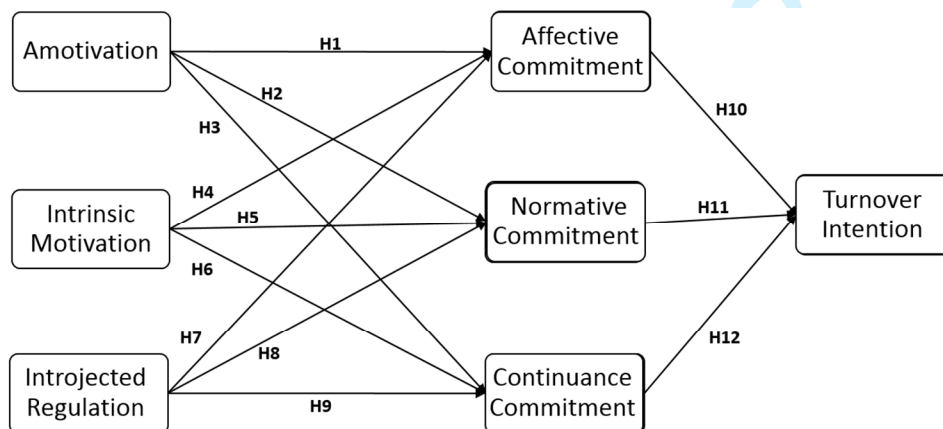 Amotivation
H1
Affective
Commitment
H2
H3
H10
H4
Intrinsic
Motivation
H5
Normative
Commitment
H11
Turnover
Intention
H6
H7
H8
H12
Introjected
Regulation
H9
Continuance
Commitment